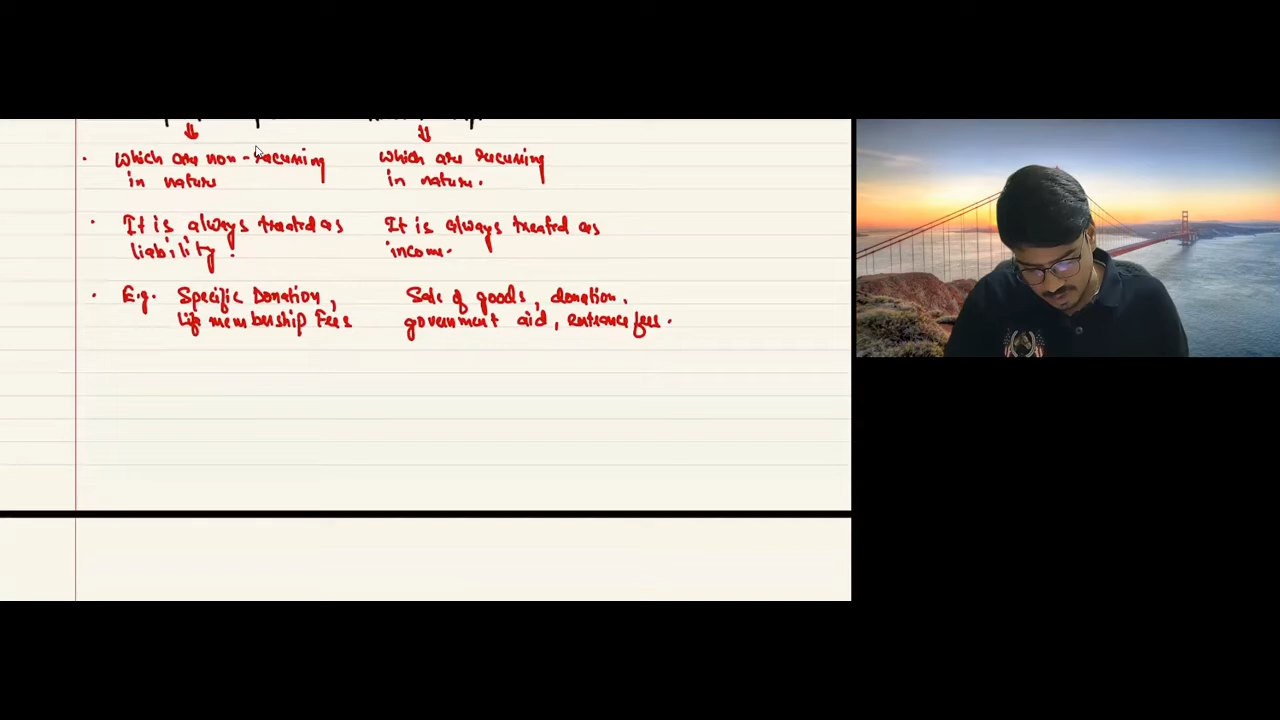 · which are non-recurring which are recurring
in nature in nature.
· It is always treated as It is always treated as
liability. income.
· E.g. Specific Donation, Sale of goods, donation,
Life membership Fees government aid, entrance fees.